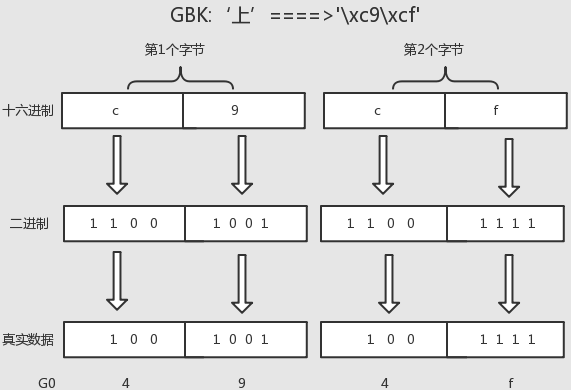 GBK:‘上’ ====>'\xc9\xcf'
第1个字节 第2个字节
十六进制 c 9 c f
二进制 1 1 0 0 1 0 0 1 1 1 0 0 1 1 1 1
真实数据 1 0 0 1 0 0 1 1 0 0 1 1 1 1
G0 4 9 4 f